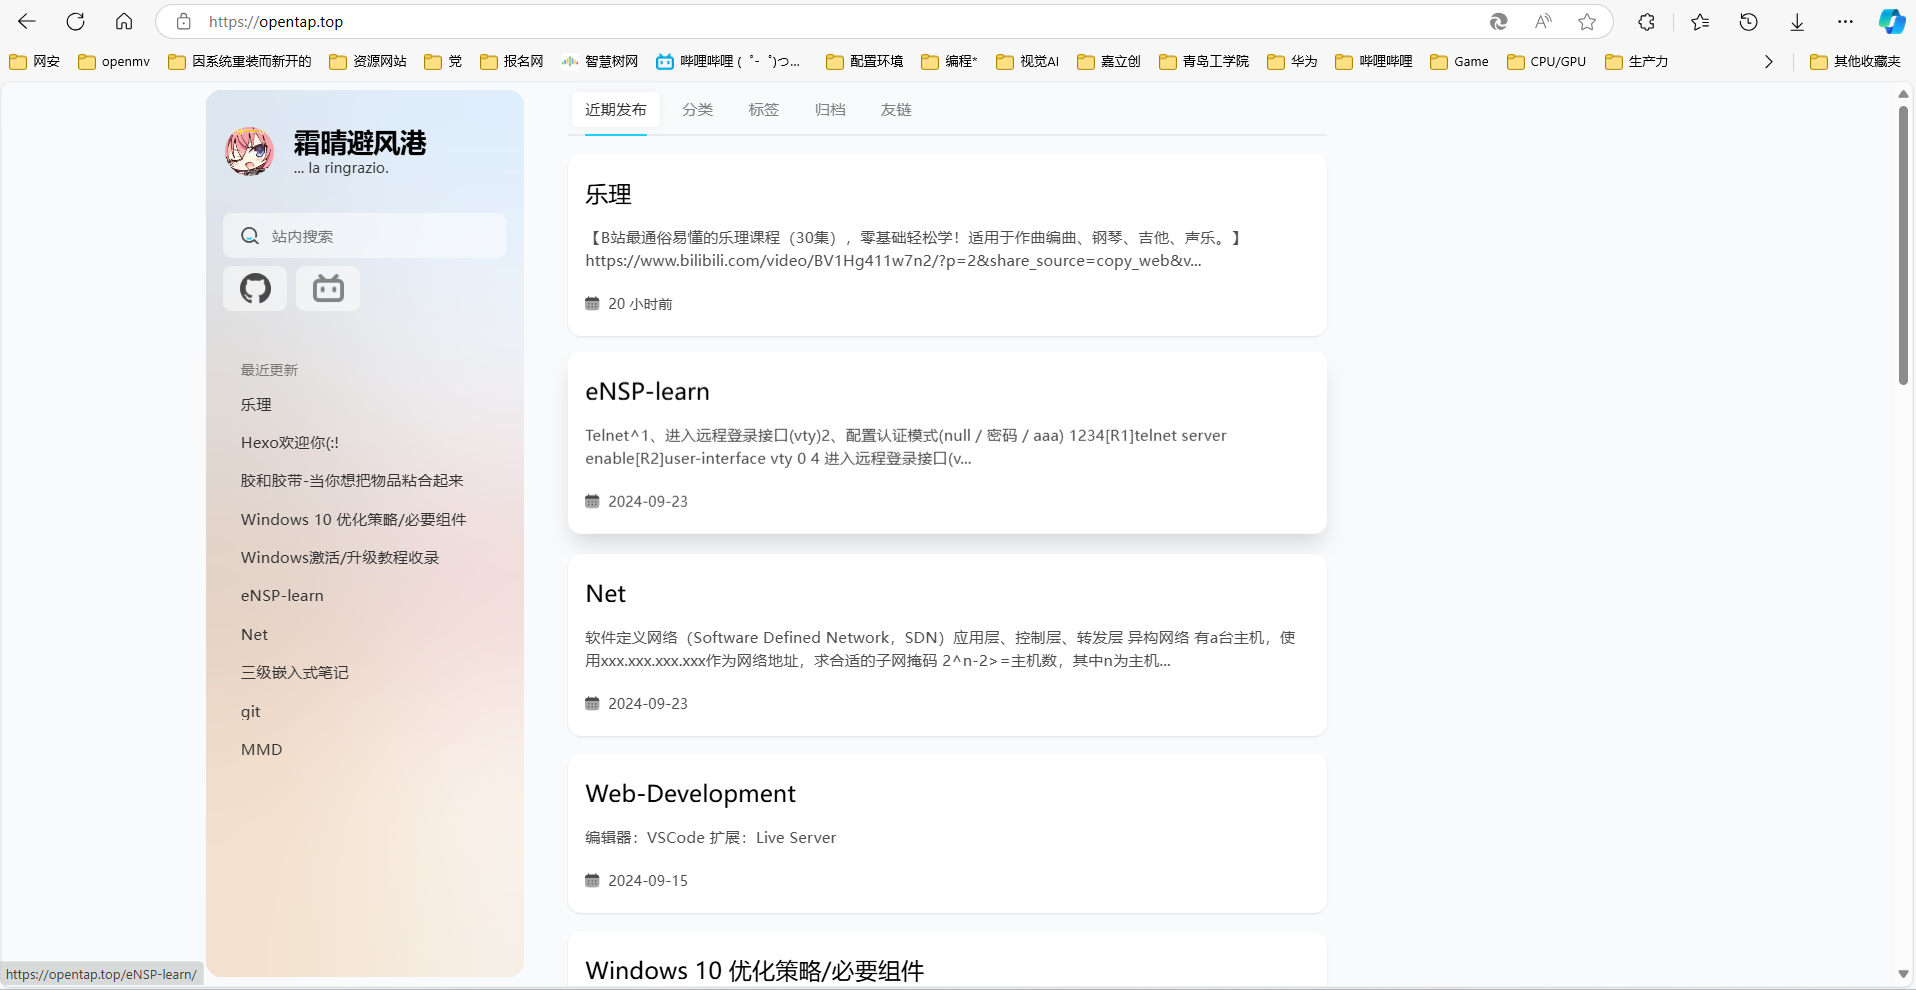 https://opentap.top
网安 openmv 因系统重装而新开的 资源网站 党 报名网 智慧树网 哔哩哔哩 (゜-゜)つ... 配置环境 编程* 视觉AI 嘉立创 青岛工学院 华为 哔哩哔哩 Game CPU/GPU 生产力 其他收藏夹
霜晴避风港
... la ringrazio.
站内搜索
最近更新
乐理
Hexo欢迎你(:!
胶和胶带-当你想把物品粘合起来
Windows 10 优化策略/必要组件
Windows激活/升级教程收录
eNSP-learn
Net
三级嵌入式笔记
git
MMD
近期发布 分类 标签 归档 友链
乐理
【B站最通俗易懂的乐理课程（30集），零基础轻松学！适用于作曲编曲、钢琴、吉他、声乐。】
https://www.bilibili.com/video/BV1Hg411w7n2/?p=2&share_source=copy_web&v...
20 小时前
eNSP-learn
Telnet^1、进入远程登录接口(vty)2、配置认证模式(null / 密码 / aaa) 1234[R1]telnet server
enable[R2]user-interface vty 0 4 进入远程登录接口(v...
2024-09-23
Net
软件定义网络（Software Defined Network，SDN）应用层、控制层、转发层 异构网络 有a台主机，使
用xxx.xxx.xxx.xxx作为网络地址，求合适的子网掩码 2^n-2>=主机数，其中n为主机...
2024-09-23
Web-Development
编辑器：VSCode 扩展：Live Server
2024-09-15
Windows 10 优化策略/必要组件
https://opentap.top/eNSP-learn/